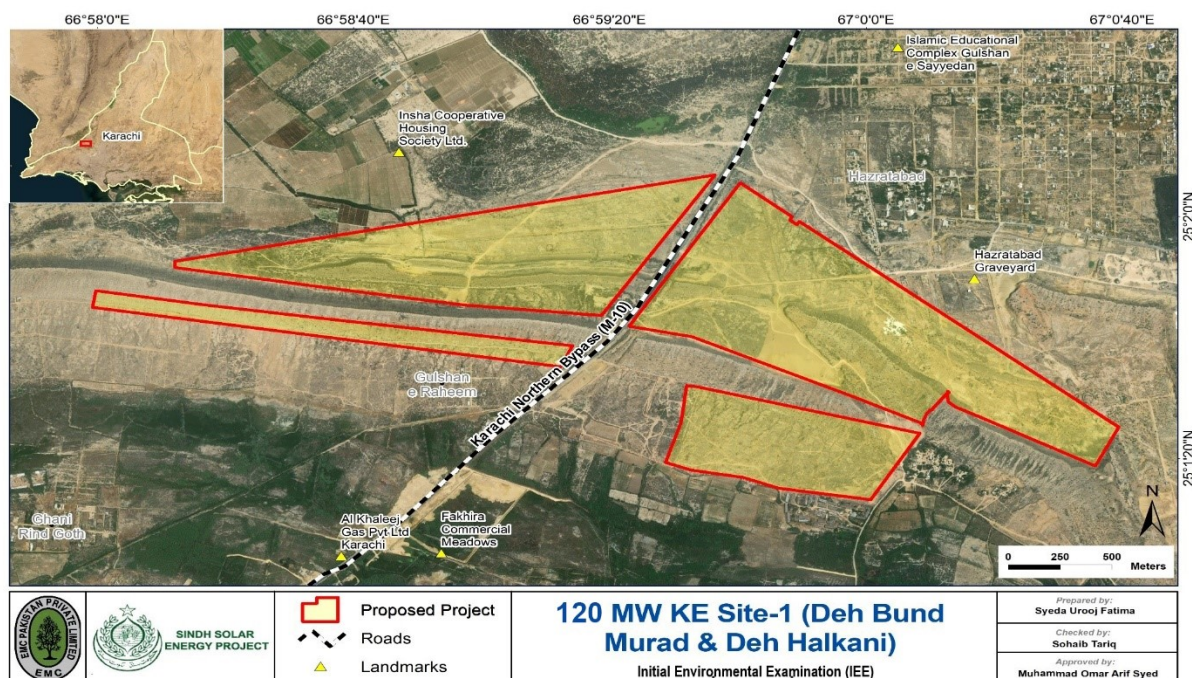 66°58'0"E
66°58'40"E
66°59'20"E
67°0'0"E
67°0'40"E
Karachi
Islamic Educational
Complex Gulshan
e Sayyedan
Insha Cooperative
Housing
Society Ltd.
Hazratabad
25°2'0"N
Hazratabad
Graveyard
Karachi Northern Bypass (M-10)
Gulshan
e Raheem
25°1'20"N
Ghani
Rind Goth
Al Khaleej
Gas Pvt Ltd
Karachi
Fakhira
Commercial
Meadows
N
0 250 500
Meters
EMC PAKISTAN PRIVATE LIMITED
EMC
SINDH SOLAR
ENERGY PROJECT
Proposed Project
Roads
Landmarks
120 MW KE Site-1 (Deh Bund
Murad & Deh Halkani)
Initial Environmental Examination (IEE)
Prepared by:
Syeda Urooj Fatima
Checked by:
Sohaib Tariq
Approved by:
Muhammad Omar Arif Syed